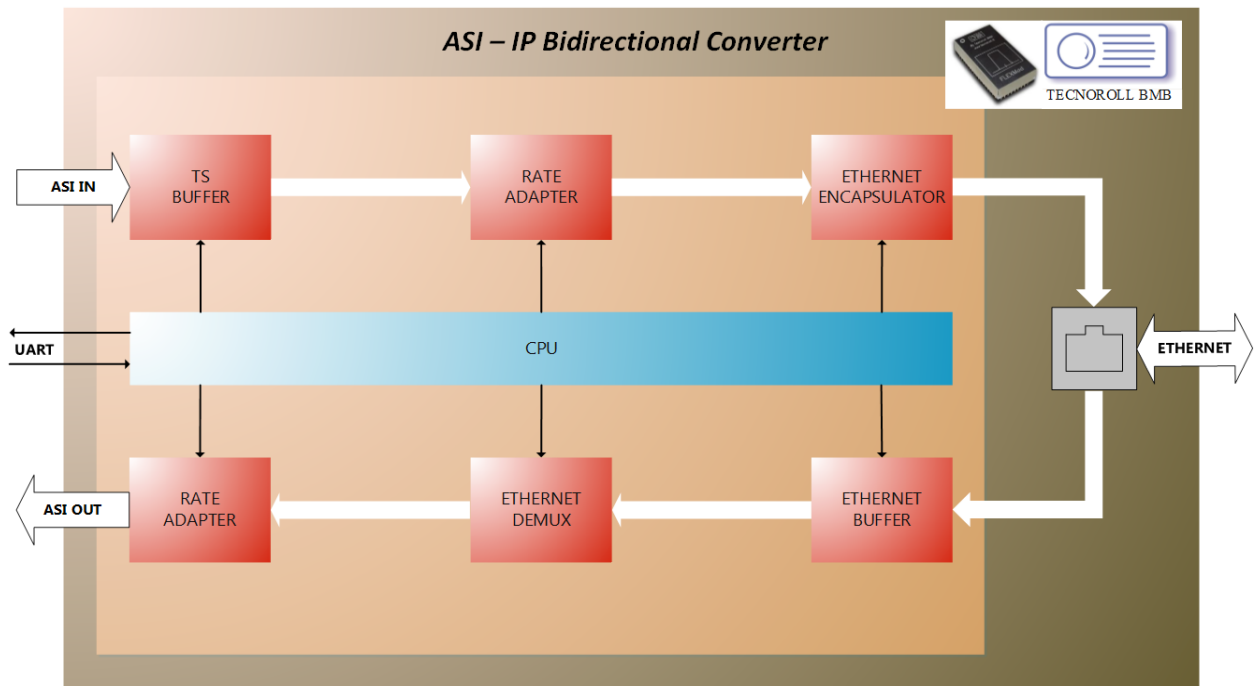 ASI – IP Bidirectional Converter
TECNOROLL BMB
ASI IN
TS
BUFFER
RATE
ADAPTER
ETHERNET
ENCAPSULATOR
UART
CPU
ETHERNET
ASI OUT
RATE
ADAPTER
ETHERNET
DEMUX
ETHERNET
BUFFER